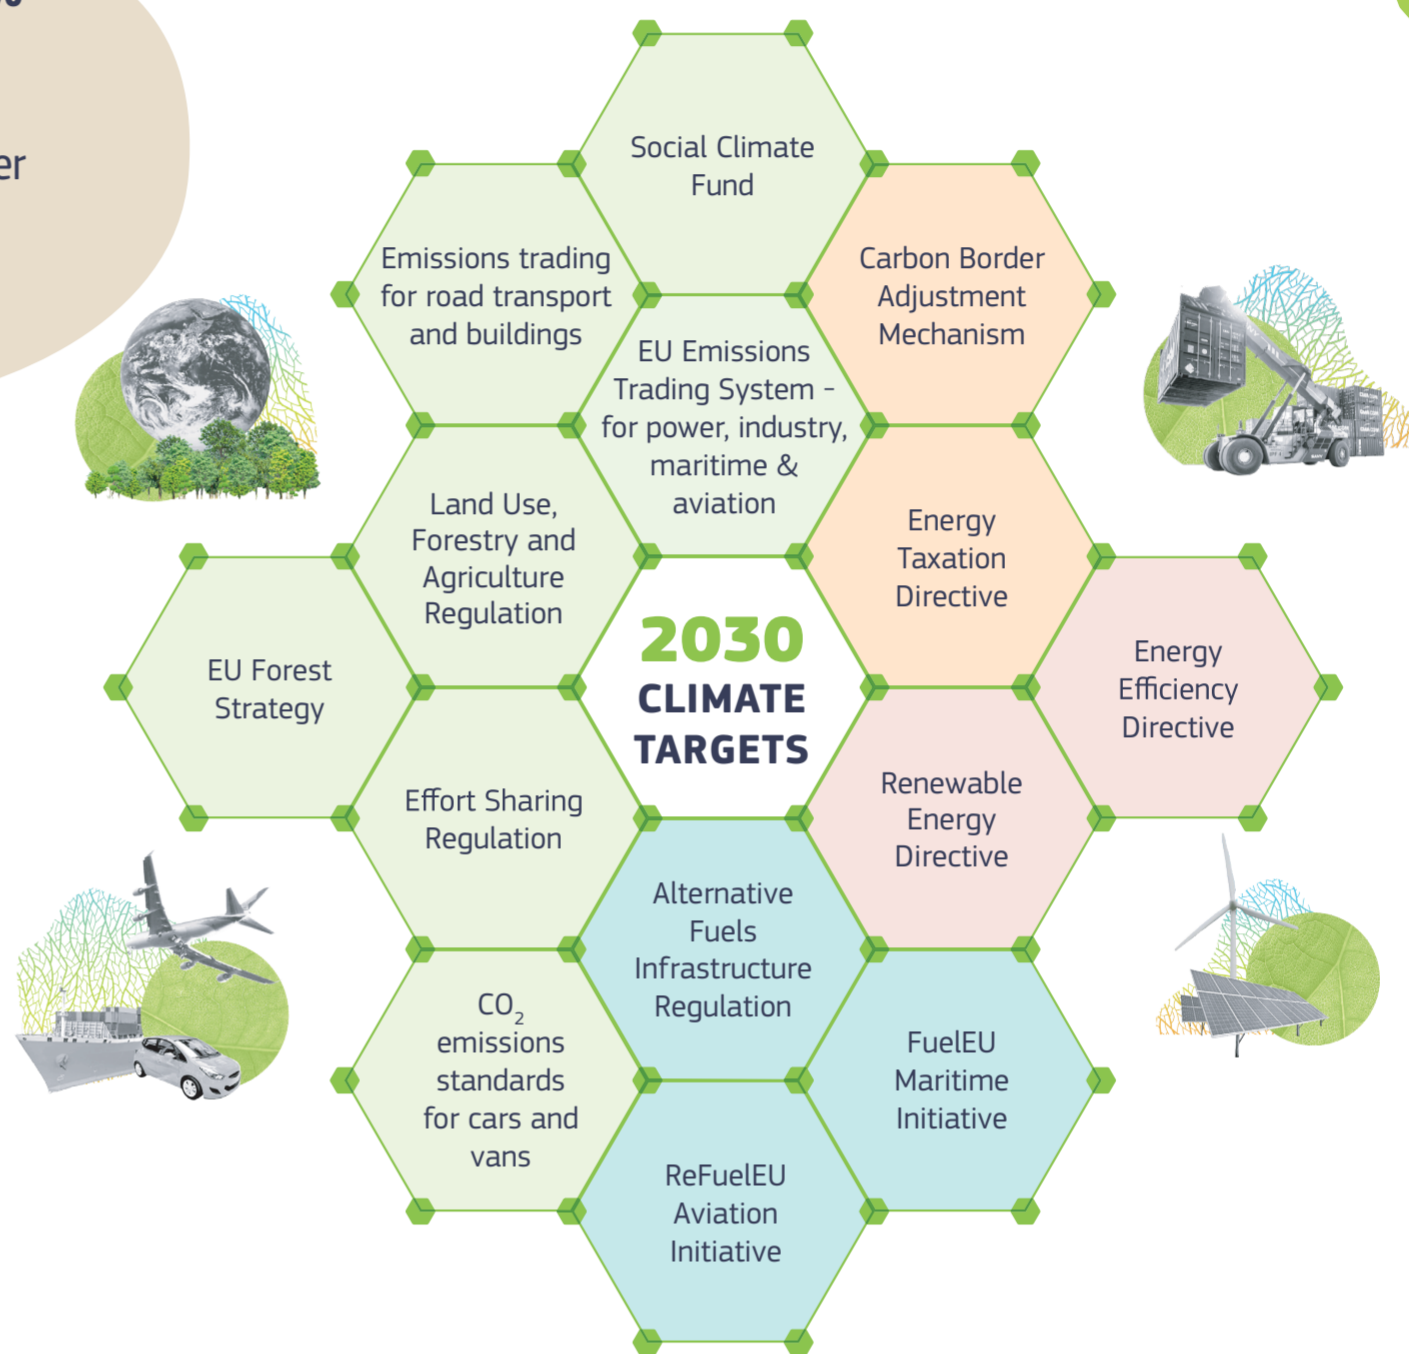 er
Social Climate
Fund
Emissions trading
for road transport
and buildings
Carbon Border
Adjustment
Mechanism
EU Emissions
Trading System -
for power, industry,
maritime &
aviation
Land Use,
Forestry and
Agriculture
Regulation
Energy
Taxation
Directive
EU Forest
Strategy
2030
CLIMATE
TARGETS
Energy
Efficiency
Directive
Effort Sharing
Regulation
Renewable
Energy
Directive
Alternative
Fuels
Infrastructure
Regulation
CO₂
emissions
standards
for cars and
vans
FuelEU
Maritime
Initiative
ReFuelEU
Aviation
Initiative